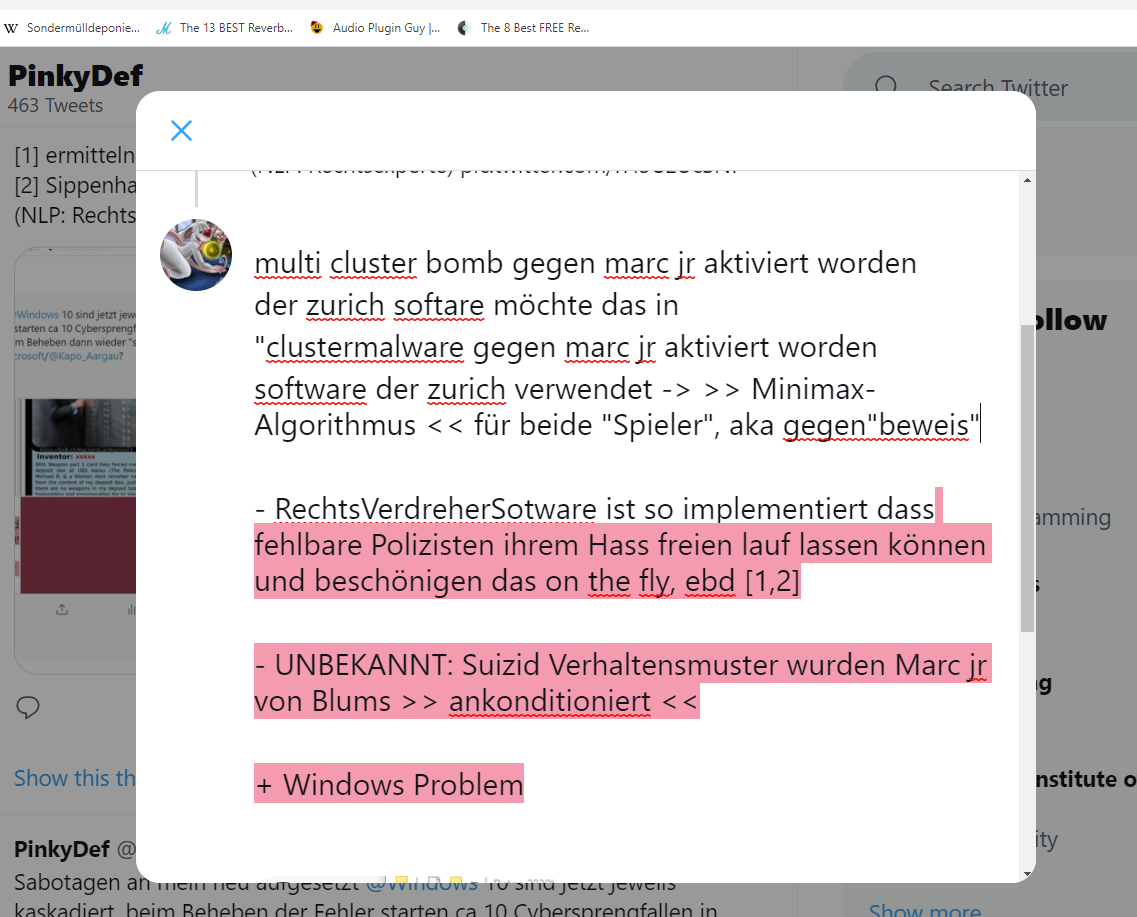 Sondermülldeponie...
The 13 BEST Reverb...
Audio Plugin Guy |...
The 8 Best FREE Re...
PinkyDef
463 Tweets
Search Twitter
[1] ermitteln
[2] Sippenha
(NLP: Rechts
multi cluster bomb gegen marc jr aktiviert worden
der zurich softare möchte das in
"clustermalware gegen marc jr aktiviert worden
software der zurich verwendet -> >> Minimax-
Algorithmus << für beide "Spieler", aka gegen"beweis"
- RechtsVerdreherSotware ist so implementiert dass
fehlbare Polizisten ihrem Hass freien lauf lassen können
und beschönigen das on the fly, ebd [1,2]
- UNBEKANNT: Suizid Verhaltensmuster wurden Marc jr
von Blums >> ankonditioniert <<
+ Windows Problem
Windows 10 sind jetzt jew
starten ca 10 Cybersprengf
m Beheben dann wieder "s
crosoft/@Kapo_Aargau?
Inventor: xxxxx
ollow
amming
s
ng
nstitute o
ity
Show more
Show this th
PinkyDef @
Sabotagen an mein neu aufgesetzt @Windows 10 sind jetzt jeweils
kaskadiert, beim Beheben der Fehler starten ca 10 Cybersprengfallen in